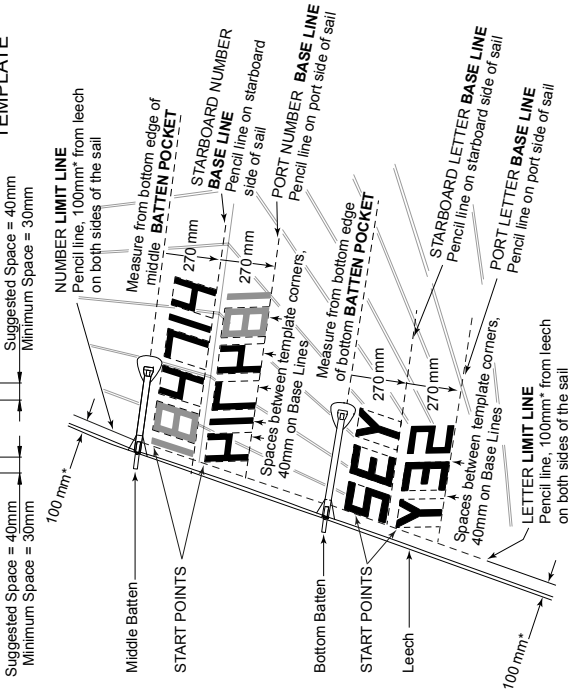 TEMPLATE
Suggested Space = 40mm
Minimum Space = 30mm
Suggested Space = 40mm
Minimum Space = 30mm
NUMBER LIMIT LINE
Pencil line, 100mm* from leech
on both sides of the sail
Measure from bottom edge of
middle BATTEN POCKET
STARBOARD NUMBER
BASE LINE
Pencil line on starboard
side of sail
PORT NUMBER BASE LINE
Pencil line on port side of sail
100 mm*
Middle Batten
START POINTS
270 mm
270 mm
Spaces between template corners,
40mm on Base Lines
Measure from bottom edge
of bottom BATTEN POCKET
STARBOARD LETTER BASE LINE
Pencil line on starboard side of sail
PORT LETTER BASE LINE
Pencil line on port side of sail
Bottom Batten
START POINTS
SEY
270 mm
270 mm
Leech
Spaces between template corners,
40mm on Base Lines
LETTER LIMIT LINE
Pencil line, 100mm* from leech
on both sides of the sail
100 mm*